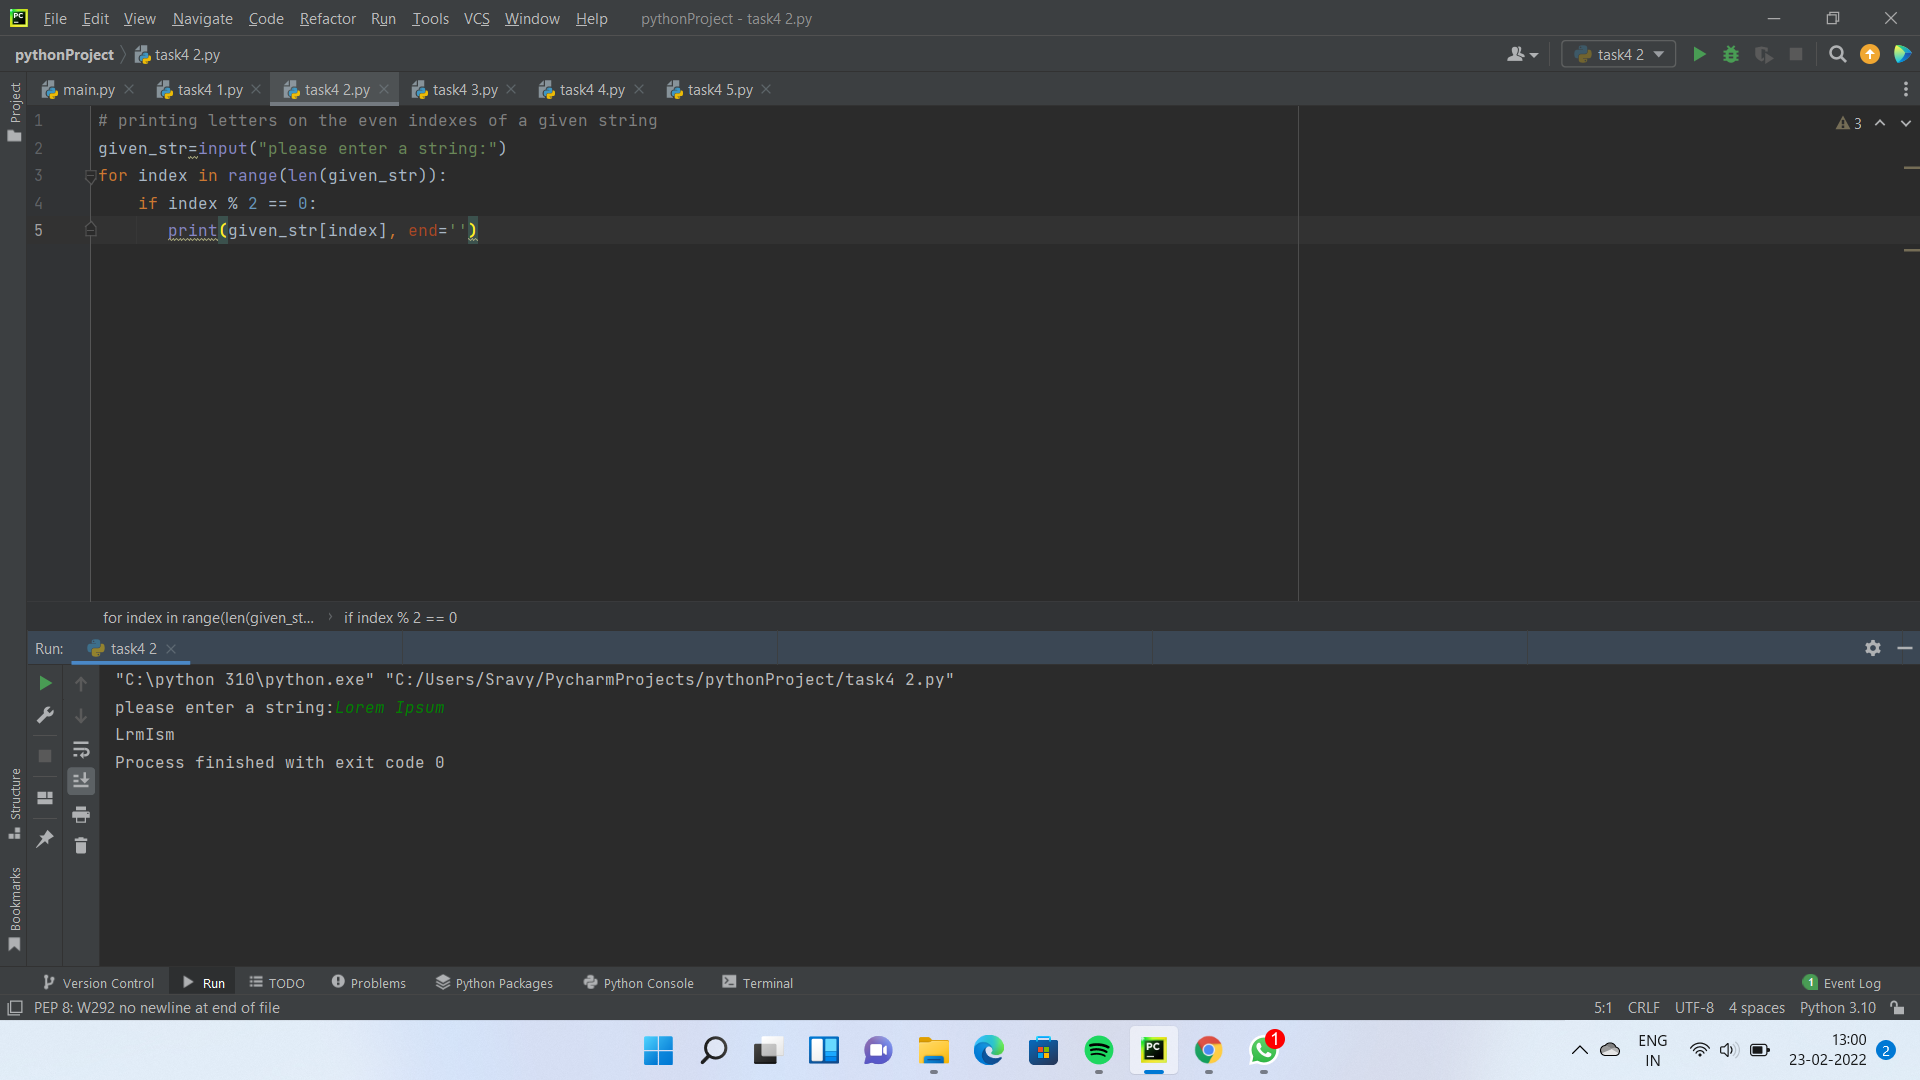 PC File Edit View Navigate Code Refactor Run Tools VCS Window Help pythonProject - task4 2.py
pythonProject task4 2.py task4 2
Project main.py task4 1.py task4 2.py task4 3.py task4 4.py task4 5.py
1 # printing letters on the even indexes of a given string
3
2 given_str=input("please enter a string:")
3 for index in range(len(given_str)):
4 if index % 2 == 0:
5 print(given_str[index], end='')
for index in range(len(given_st... › if index % 2 == 0
Run: task4 2
"C:\python 310\python.exe" "C:/Users/Sravy/PycharmProjects/pythonProject/task4 2.py"
please enter a string:Lorem Ipsum
LrmIsm
Process finished with exit code 0
Structure
Bookmarks
Version Control Run TODO Problems Python Packages Python Console Terminal 1 Event Log
PEP 8: W292 no newline at end of file 5:1 CRLF UTF-8 4 spaces Python 3.10
PC 1 ENG 13:00
IN 23-02-2022 2